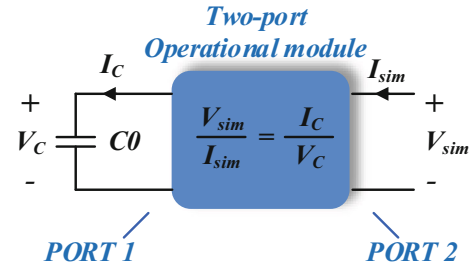 Two-port
Operational module
I_C
I_sim
+
V_C
C0
-
V_sim / I_sim = I_C / V_C
+
V_sim
-
PORT 1
PORT 2